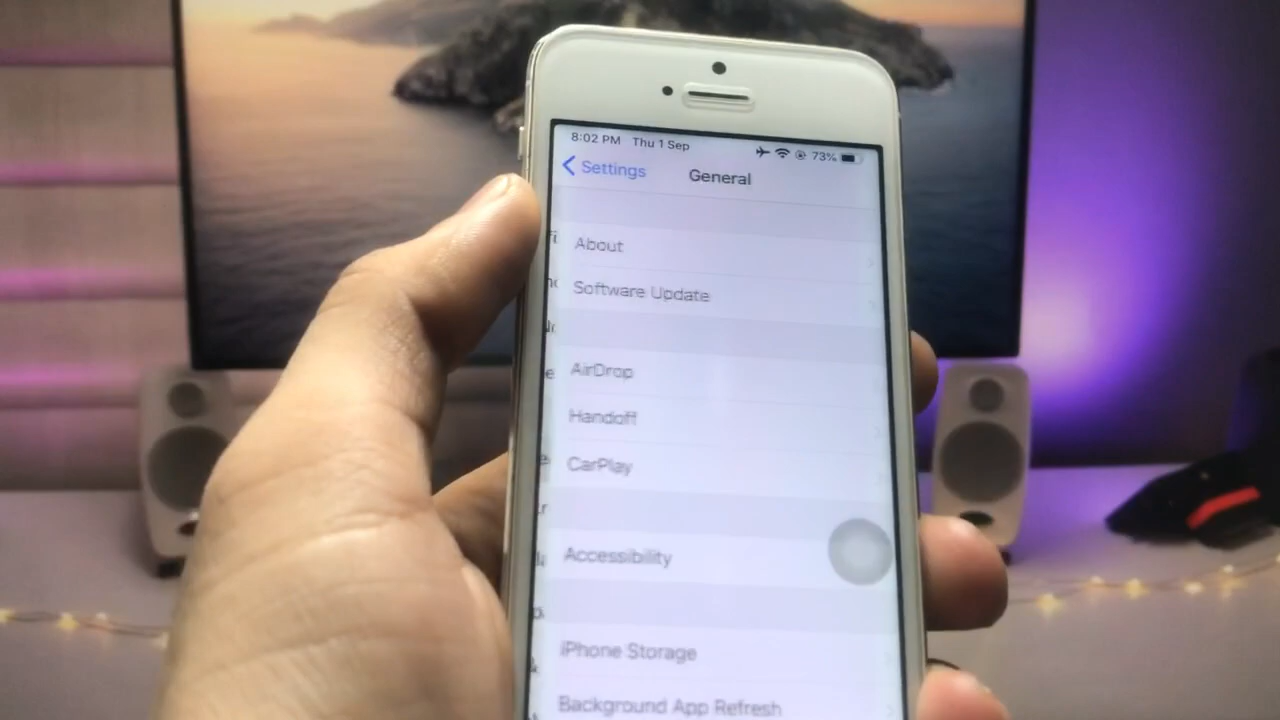 8:02 PM Thu 1 Sep 73%
Settings General
About
Software Update
AirDrop
Handoff
CarPlay
Accessibility
iPhone Storage
Background App Refresh